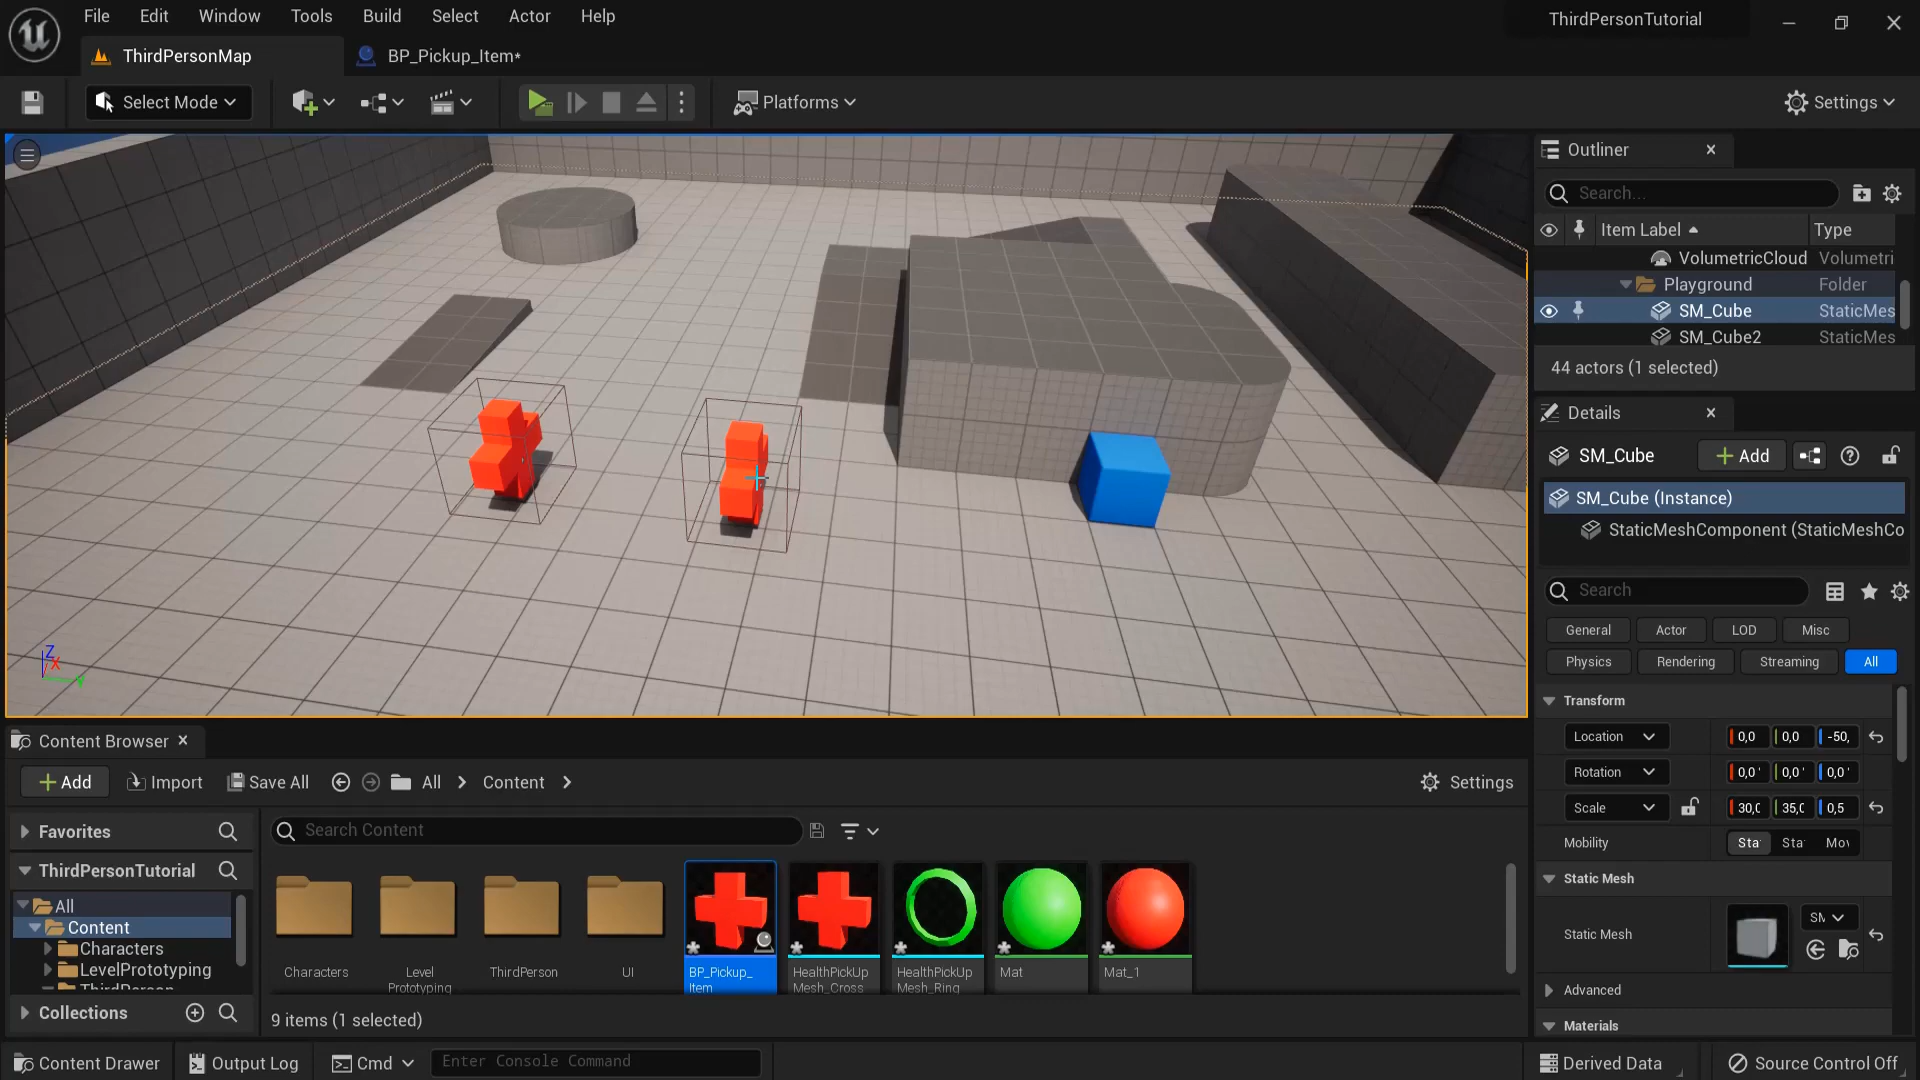 File Edit Window Tools Build Select Actor Help
ThirdPersonTutorial
ThirdPersonMap
BP_Pickup_Item*
Select Mode
Platforms
Settings
Outliner
Search...
Item Label
Type
VolumetricCloud Volumetri
Playground Folder
SM_Cube StaticMes
SM_Cube2 StaticMes
44 actors (1 selected)
Details
SM_Cube
Add
SM_Cube (Instance)
StaticMeshComponent (StaticMeshCo
Search
General Actor LOD Misc
Physics Rendering Streaming All
Transform
Location 0,0 0,0 -50,
Rotation 0,0 0,0 0,0
Scale 30,0 35,0 0,5
Mobility Sta Sta Mov
Static Mesh
Static Mesh
SM
Advanced
Materials
Z
X
Y
Content Browser
Add Import Save All All Content
Settings
Favorites
ThirdPersonTutorial
All
Content
Characters
LevelPrototyping
ThirdPerson
Collections
Search Content
Characters
Level
Prototyping
ThirdPerson
UI
BP_Pickup_
Item
HealthPickUp
Mesh_Cross
HealthPickUp
Mesh_Ring
Mat
Mat_1
9 items (1 selected)
Content Drawer
Output Log
Cmd
Enter Console Command
Derived Data
Source Control Off